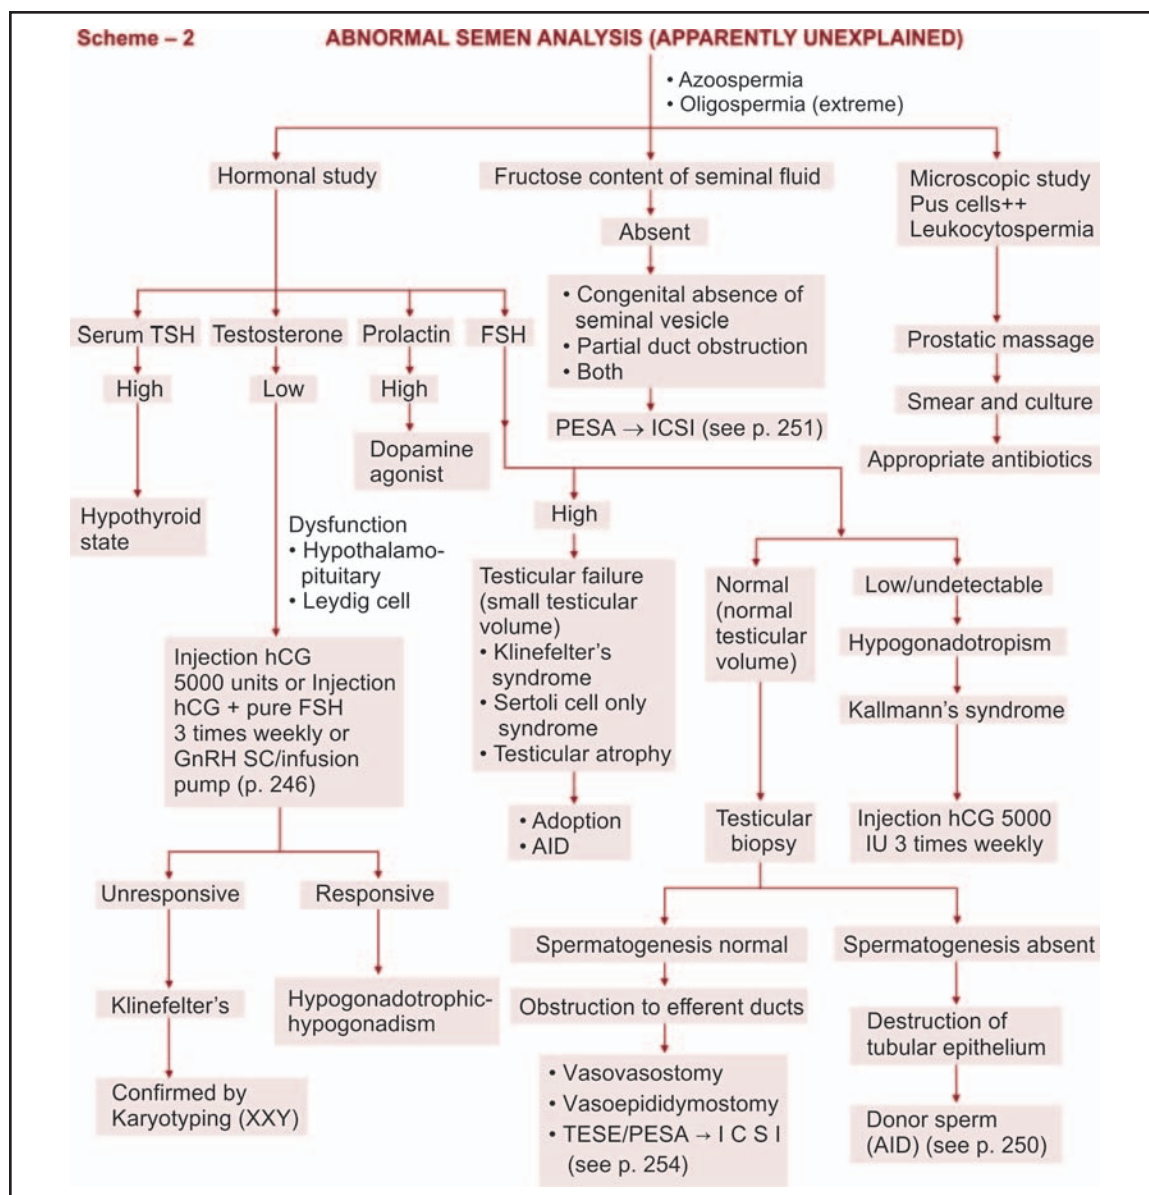 Scheme – 2
ABNORMAL SEMEN ANALYSIS (APPARENTLY UNEXPLAINED)
• Azoospermia
• Oligospermia (extreme)
Hormonal study
Fructose content of seminal fluid
Microscopic study
Pus cells++
Leukocytospermia
Absent
• Congenital absence of
seminal vesicle
• Partial duct obstruction
• Both
PESA → ICSI (see p. 251)
Prostatic massage
Smear and culture
Appropriate antibiotics
Serum TSH
Testosterone
Prolactin
FSH
High
Low
High
Dopamine
agonist
Hypothyroid
state
Dysfunction
• Hypothalamo-
pituitary
• Leydig cell
High
Testicular failure
(small testicular
volume)
• Klinefelter's
syndrome
• Sertoli cell only
syndrome
• Testicular atrophy
• Adoption
• AID
Normal
(normal
testicular
volume)
Low/undetectable
Hypogonadotropism
Kallmann's syndrome
Injection hCG 5000
IU 3 times weekly
Injection hCG
5000 units or Injection
hCG + pure FSH
3 times weekly or
GnRH SC/infusion
pump (p. 246)
Testicular
biopsy
Unresponsive
Responsive
Klinefelter's
Hypogonadotrophic-
hypogonadism
Confirmed by
Karyotyping (XXY)
Spermatogenesis normal
Spermatogenesis absent
Obstruction to efferent ducts
• Vasovasostomy
• Vasoepididymostomy
• TESE/PESA → I C S I
(see p. 254)
Destruction of
tubular epithelium
Donor sperm
(AID) (see p. 250)